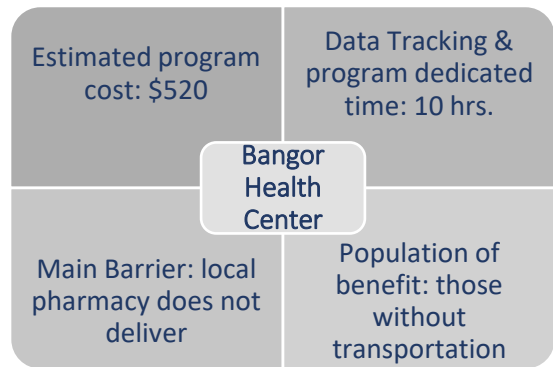 Estimated program
cost: $520
Data Tracking &
program dedicated
time: 10 hrs.
Bangor
Health
Center
Main Barrier: local
pharmacy does not
deliver
Population of
benefit: those
without
transportation